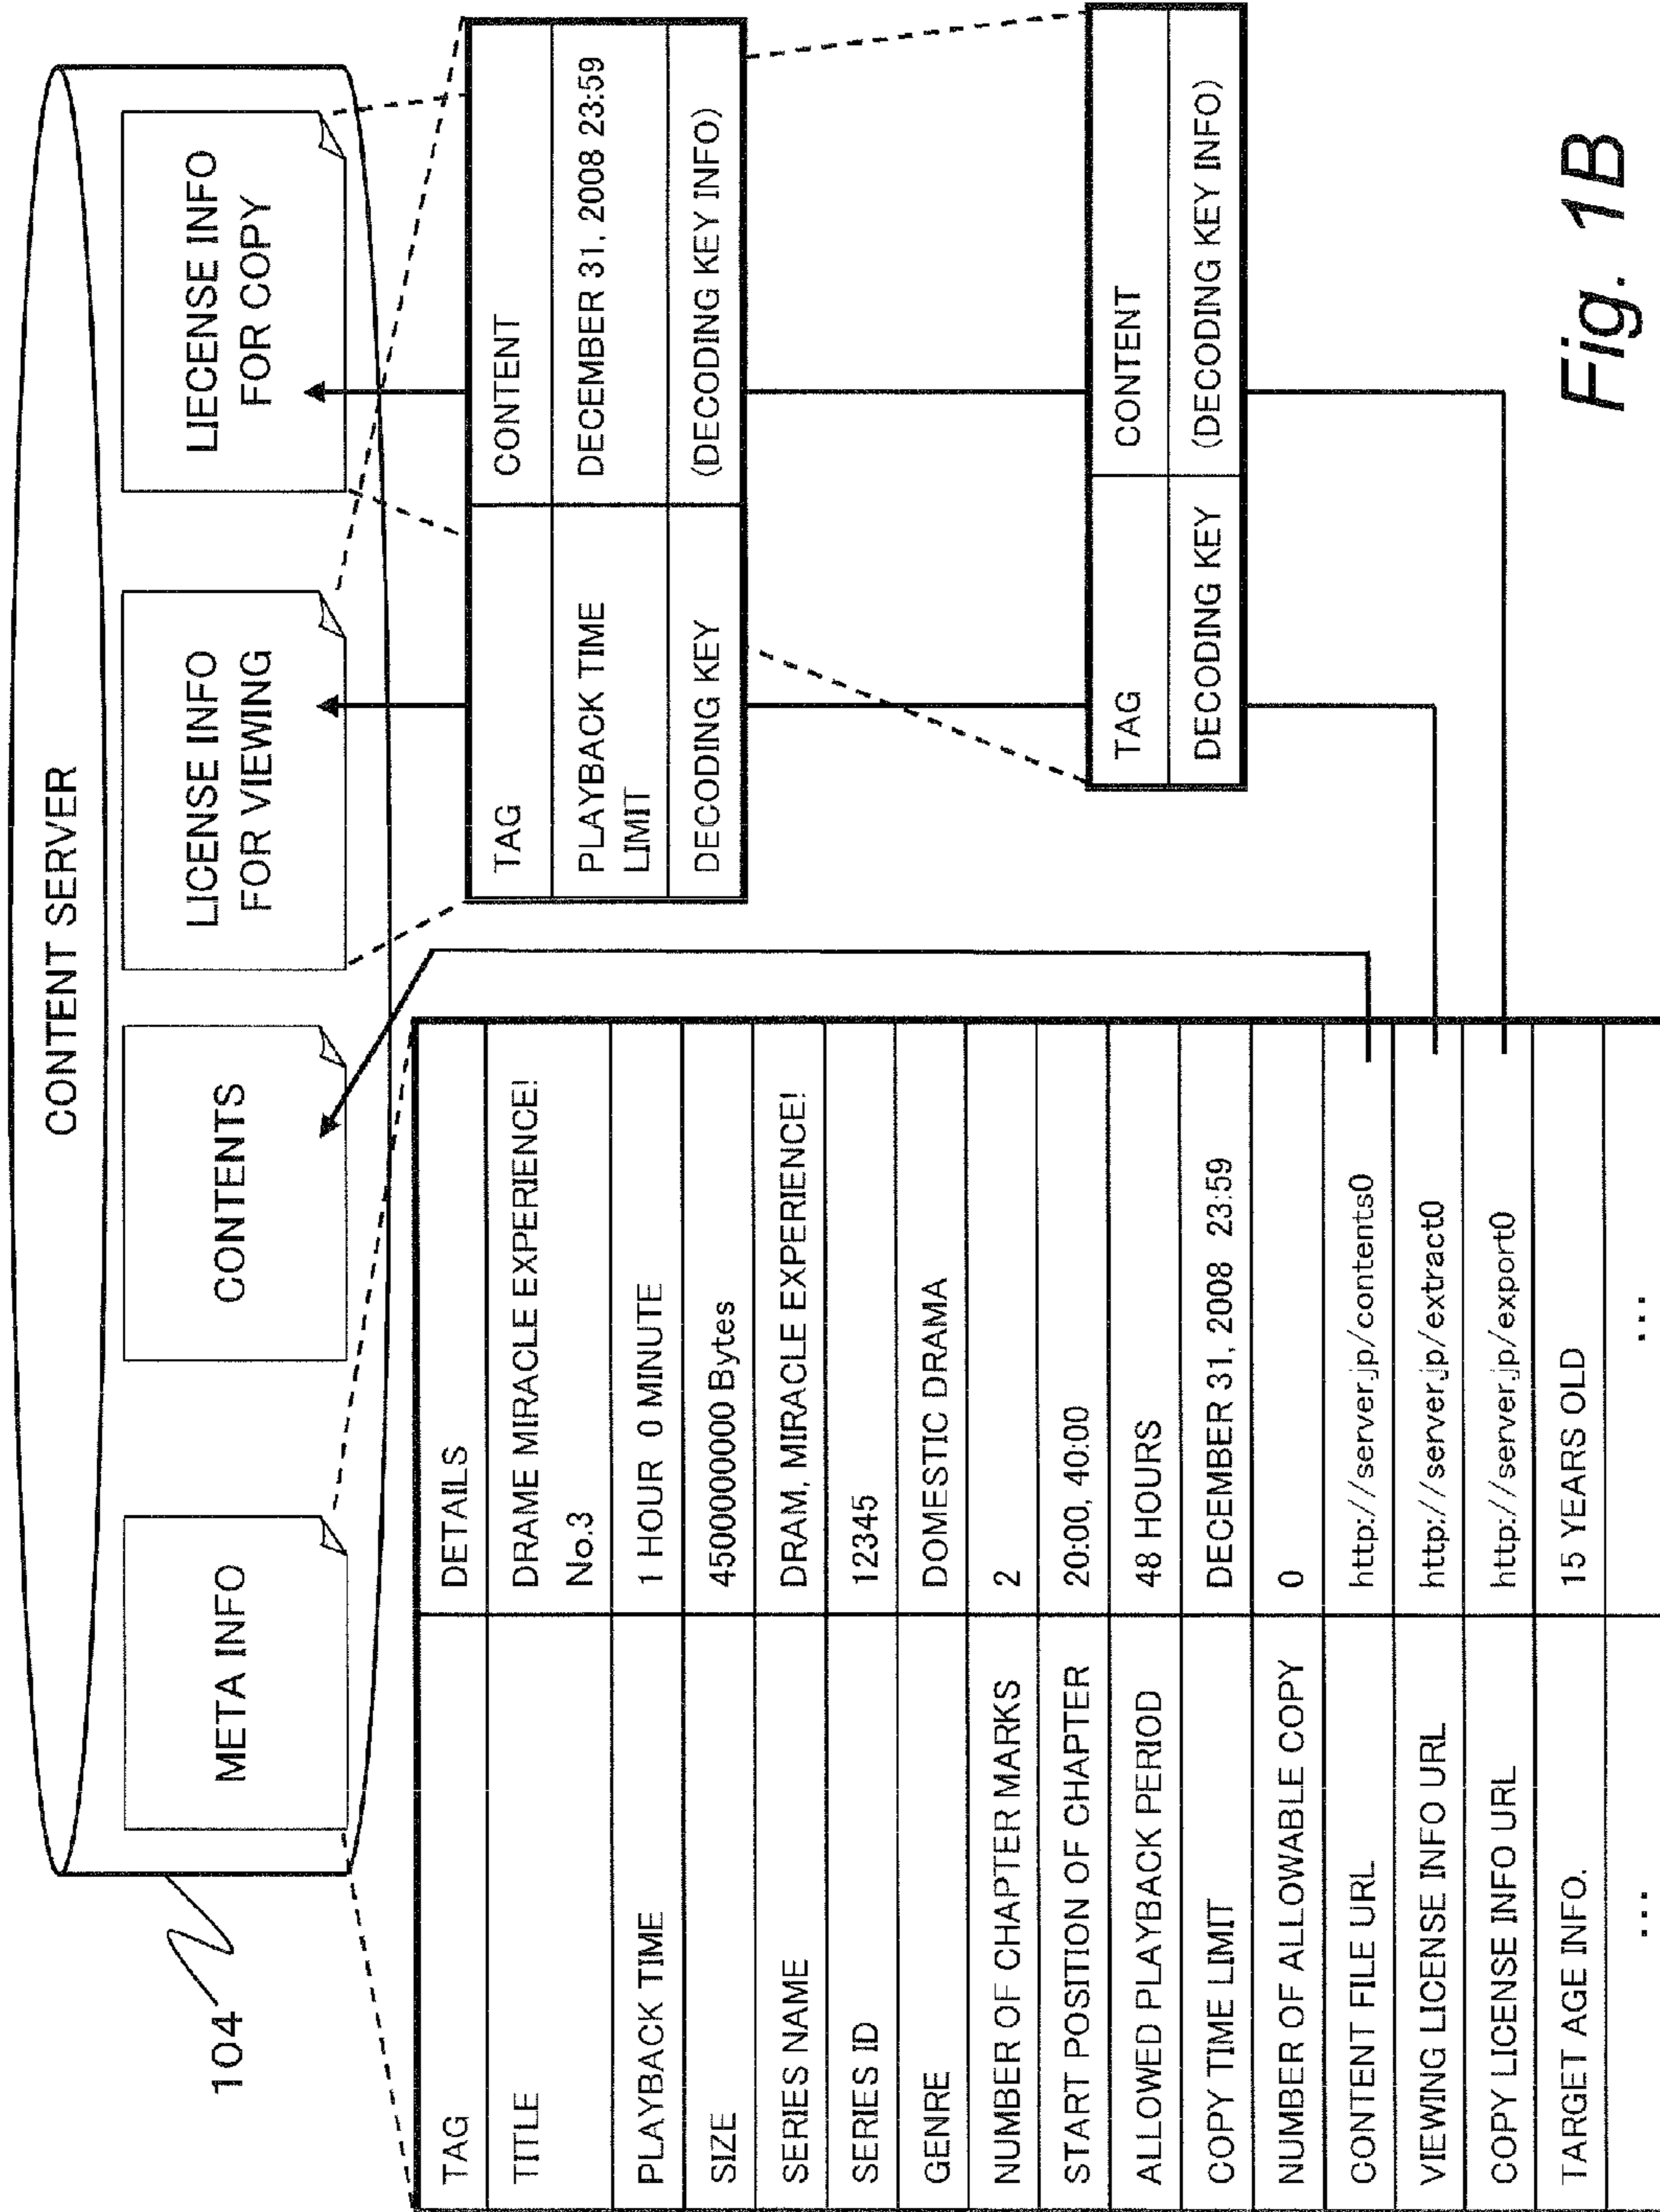 CONTENT SERVER
104
META INFO
CONTENTS
LICENSE INFO
FOR VIEWING
LIECENSE INFO
FOR COPY
TAG DETAILS
TITLE DRAME MIRACLE EXPERIENCE!
No.3
PLAYBACK TIME 1 HOUR 0 MINUTE
SIZE 4500000000 Bytes
SERIES NAME DRAM, MIRACLE EXPERIENCE!
SERIES ID 12345
GENRE DOMESTIC DRAMA
NUMBER OF CHAPTER MARKS 2
START POSITION OF CHAPTER 20:00, 40:00
ALLOWED PLAYBACK PERIOD 48 HOURS
COPY TIME LIMIT DECEMBER 31, 2008 23:59
NUMBER OF ALLOWABLE COPY 0
CONTENT FILE URL http://server.jp/contents0
VIEWING LICENSE INFO URL http://server.jp/extract0
COPY LICENSE INFO URL http://server.jp/export0
TARGET AGE INFO. 15 YEARS OLD
... ...
TAG CONTENT
PLAYBACK TIME
LIMIT DECEMBER 31, 2008 23:59
DECODING KEY (DECODING KEY INFO)
TAG CONTENT
DECODING KEY (DECODING KEY INFO)
Fig. 1B